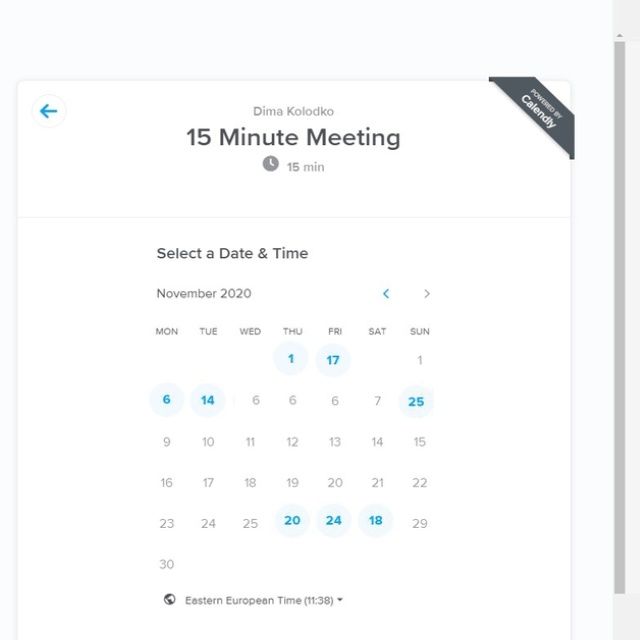 POWERED BY
Calendly
Dima Kolodko
15 Minute Meeting
15 min
Select a Date & Time
November 2020
MON TUE WED THU FRI SAT SUN
1 17 1
6 14 6 6 6 7 25
9 10 11 12 13 14 15
16 17 18 19 20 21 22
23 24 25 20 24 18 29
30
Eastern European Time (11:38)